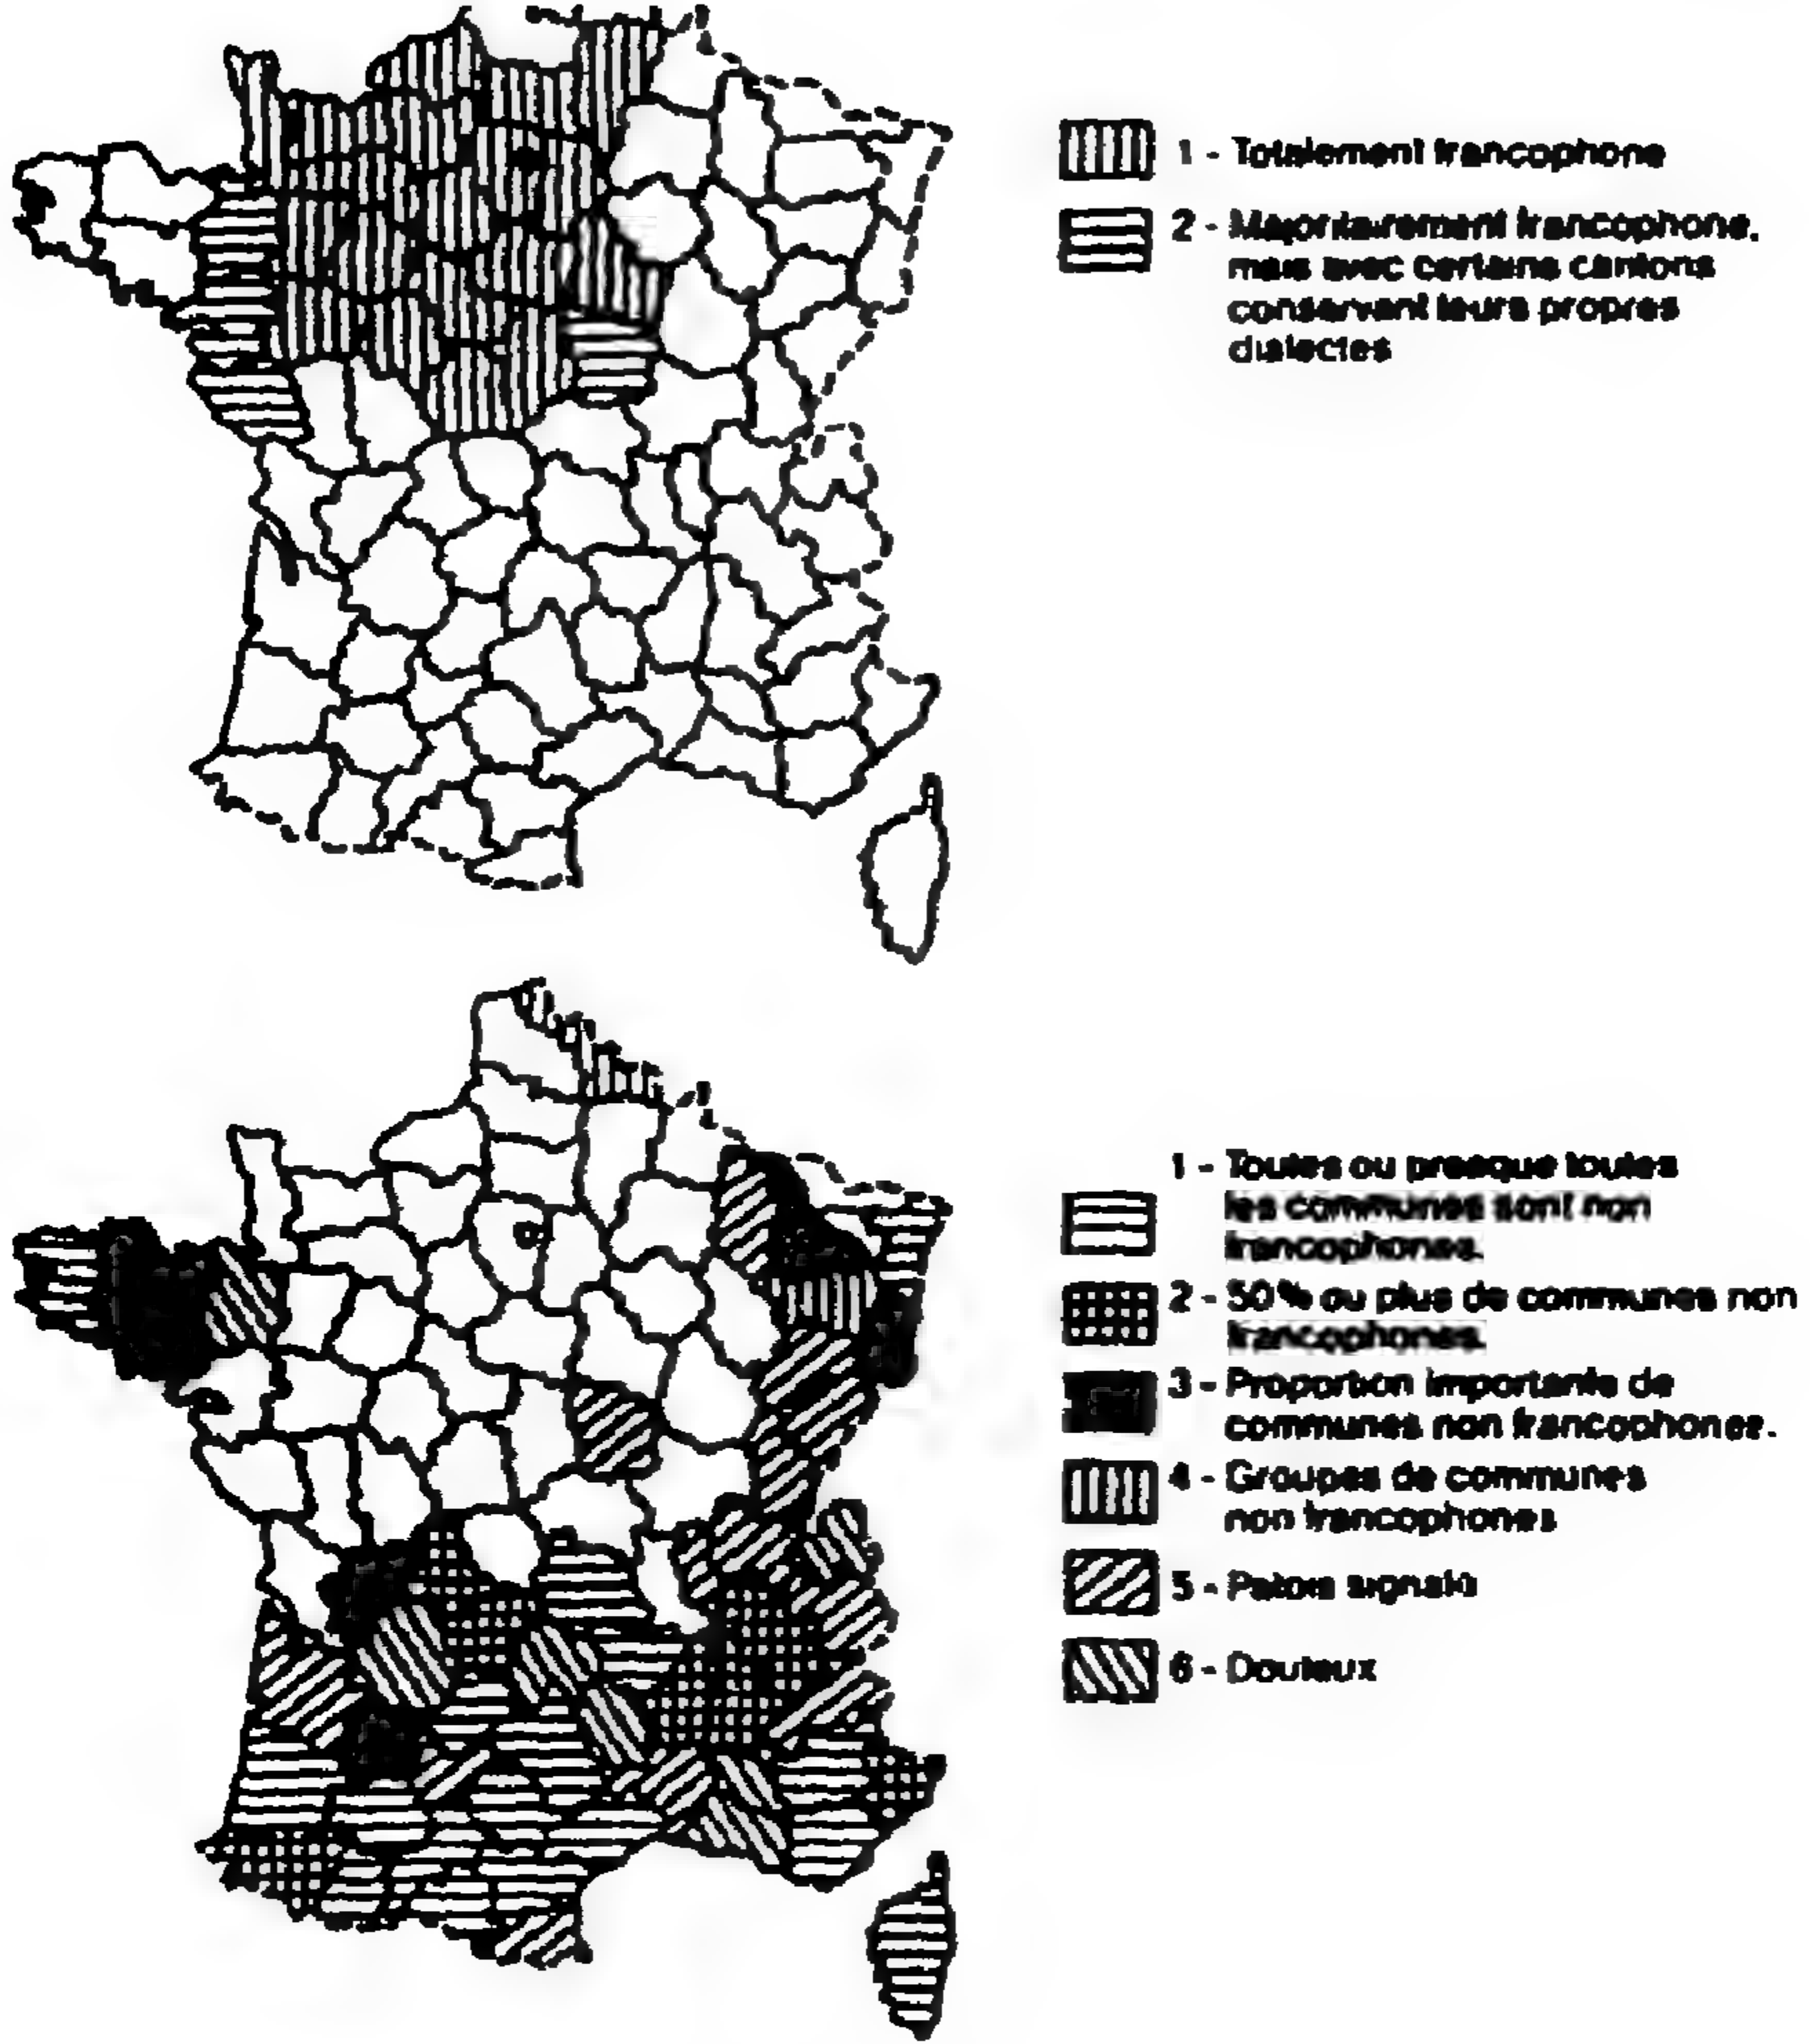 1 - Totalement francophone
2 - Majoritairement francophone,
mais avec certains cantons
conservant leurs propres
dialectes
1 - Toutes ou presque toutes
les communes sont non
francophones.
2 - 50% ou plus de communes non
francophones.
3 - Proportion importante de
communes non francophones.
4 - Groupes de communes
non francophones
5 - Patois signalé
6 - Douteux